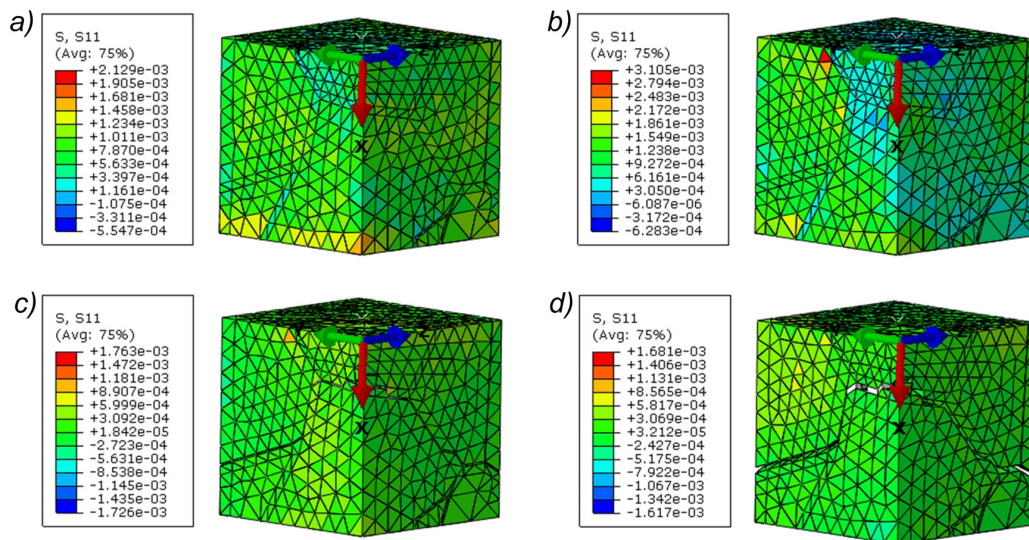 a)
S, S11
(Avg: 75%)
+2.129e-03
+1.905e-03
+1.681e-03
+1.458e-03
+1.234e-03
+1.011e-03
+7.870e-04
+5.633e-04
+3.397e-04
+1.161e-04
-1.075e-04
-3.311e-04
-5.547e-04
Y
X
b)
S, S11
(Avg: 75%)
+3.105e-03
+2.794e-03
+2.483e-03
+2.172e-03
+1.861e-03
+1.549e-03
+1.238e-03
+9.272e-04
+6.161e-04
+3.050e-04
-6.087e-06
-3.172e-04
-6.283e-04
X
c)
S, S11
(Avg: 75%)
+1.763e-03
+1.472e-03
+1.181e-03
+8.907e-04
+5.999e-04
+3.092e-04
+1.842e-05
-2.723e-04
-5.631e-04
-8.538e-04
-1.145e-03
-1.435e-03
-1.726e-03
Y
X
d)
S, S11
(Avg: 75%)
+1.681e-03
+1.406e-03
+1.131e-03
+8.565e-04
+5.817e-04
+3.069e-04
+3.212e-05
-2.427e-04
-5.175e-04
-7.922e-04
-1.067e-03
-1.342e-03
-1.617e-03
X